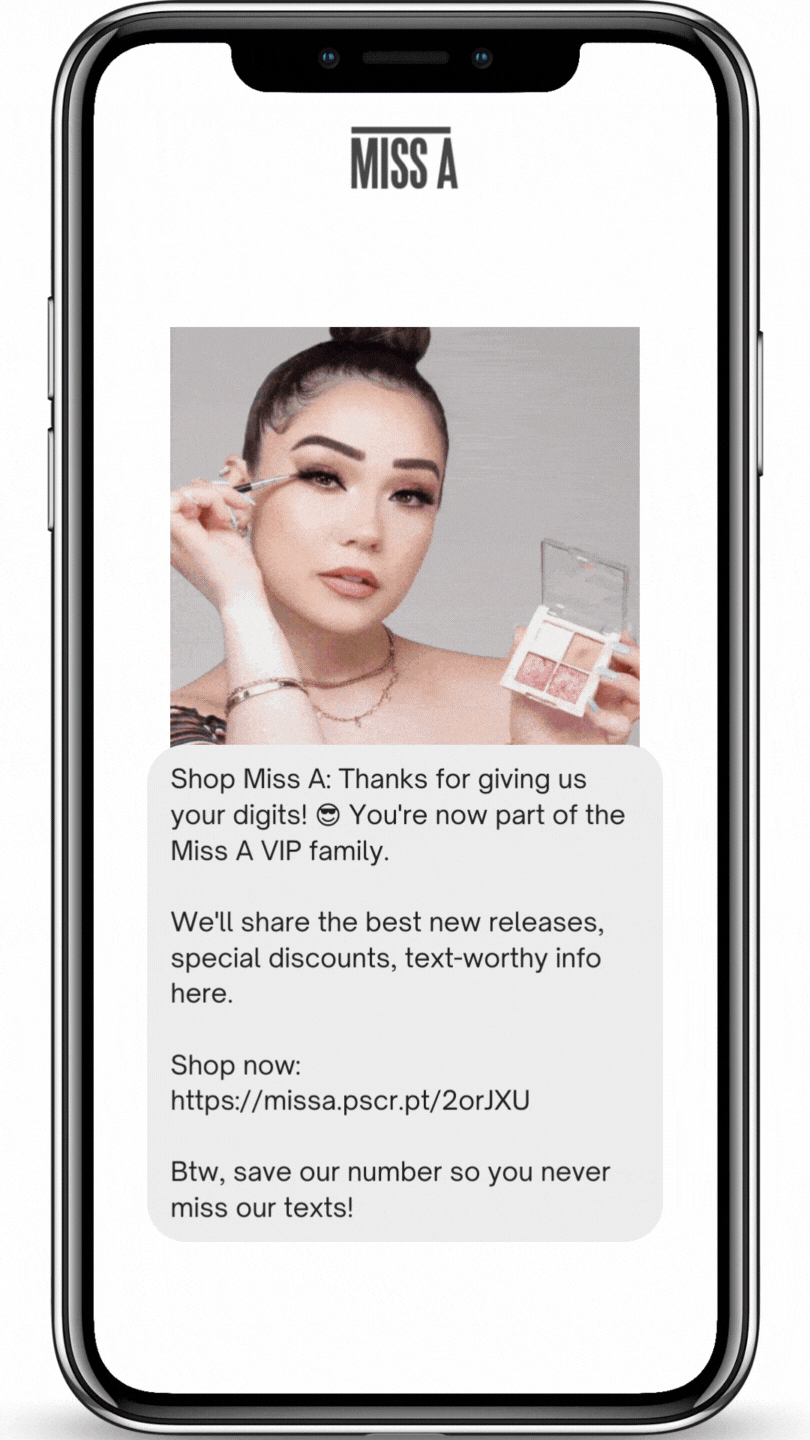 MISS A
Shop Miss A: Thanks for giving us
your digits! 😎 You're now part of the
Miss A VIP family.
We'll share the best new releases,
special discounts, text-worthy info
here.
Shop now:
https://missa.pscr.pt/2orJXU
Btw, save our number so you never
miss our texts!